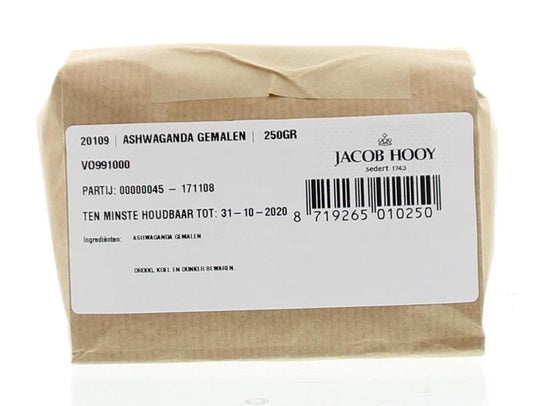 20109 | ASHWAGANDA GEMALEN | 250GR
VO991000
PARTIJ: 00000045 - 171108
TEN MINSTE HOUDBAAR TOT: 31-10-2020
Ingrediënten: ASHWAGANDA GEMALEN
DROOG, KOEL EN DONKER BEWAREN.
JACOB HOOY
sedert 1743
8 719265 010250